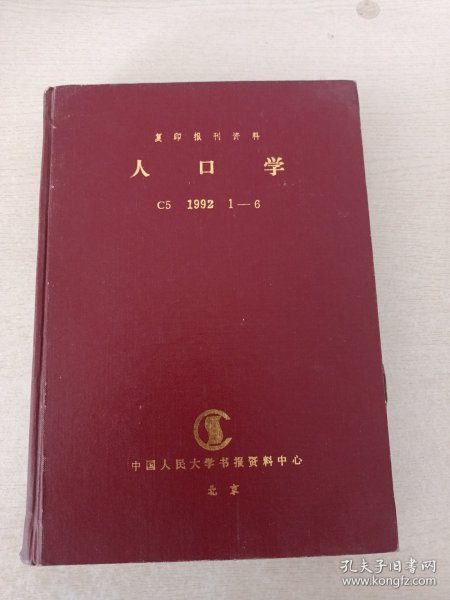 复印报刊资料
人口学
C5 1992 1—6
中国人民大学书报资料中心
北京
孔夫子旧书网
www.kongfz.com